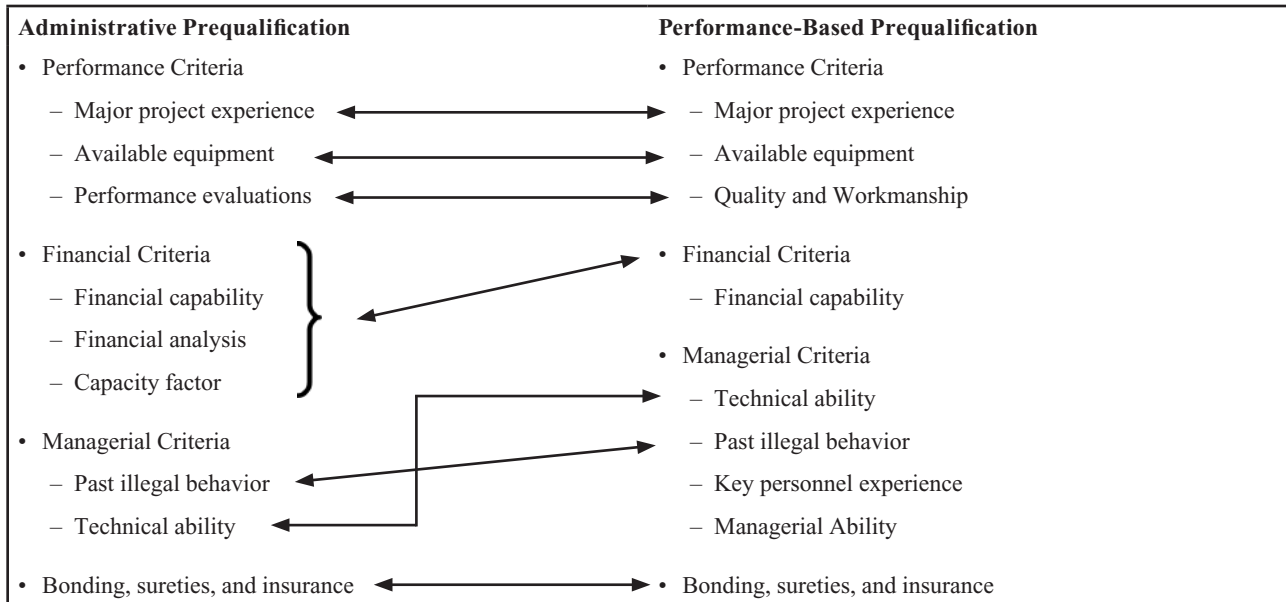 Administrative Prequalification
• Performance Criteria
– Major project experience
– Available equipment
– Performance evaluations
• Financial Criteria
– Financial capability
– Financial analysis
– Capacity factor
• Managerial Criteria
– Past illegal behavior
– Technical ability
• Bonding, sureties, and insurance
Performance-Based Prequalification
• Performance Criteria
– Major project experience
– Available equipment
– Quality and Workmanship
• Financial Criteria
– Financial capability
• Managerial Criteria
– Technical ability
– Past illegal behavior
– Key personnel experience
– Managerial Ability
• Bonding, sureties, and insurance